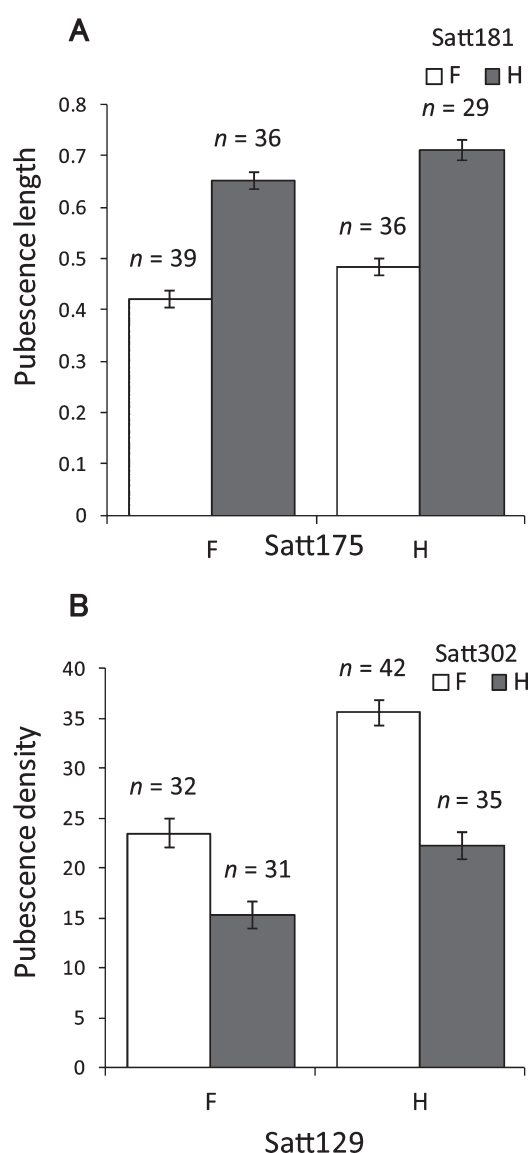 A
Satt181
F H
n = 29
n = 36
n = 36
n = 39
0.8
0.7
0.6
0.5
0.4
0.3
0.2
0.1
0
Pubescence length
F Satt175 H
B
Satt302
F H
n = 42
n = 35
n = 32
n = 31
40
35
30
25
20
15
10
5
0
Pubescence density
F H
Satt129